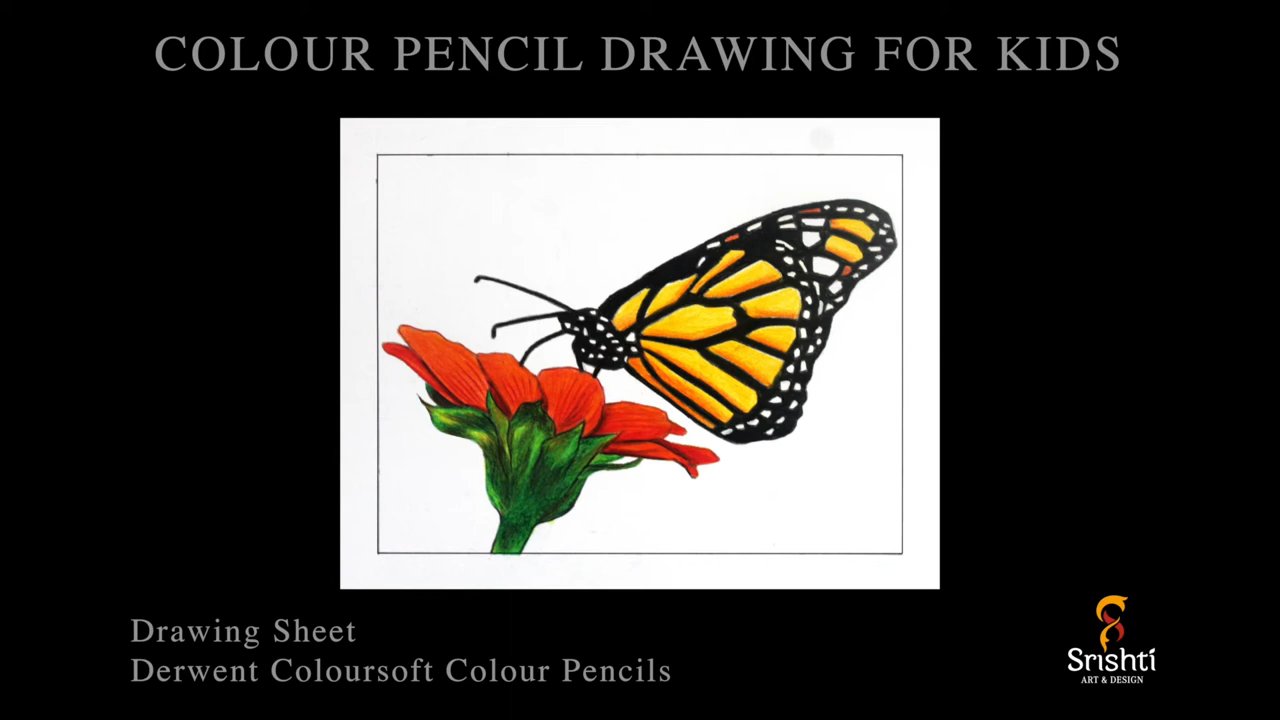 COLOUR PENCIL DRAWING FOR KIDS
Drawing Sheet
Derwent Coloursoft Colour Pencils
Srishti
ART & DESIGN